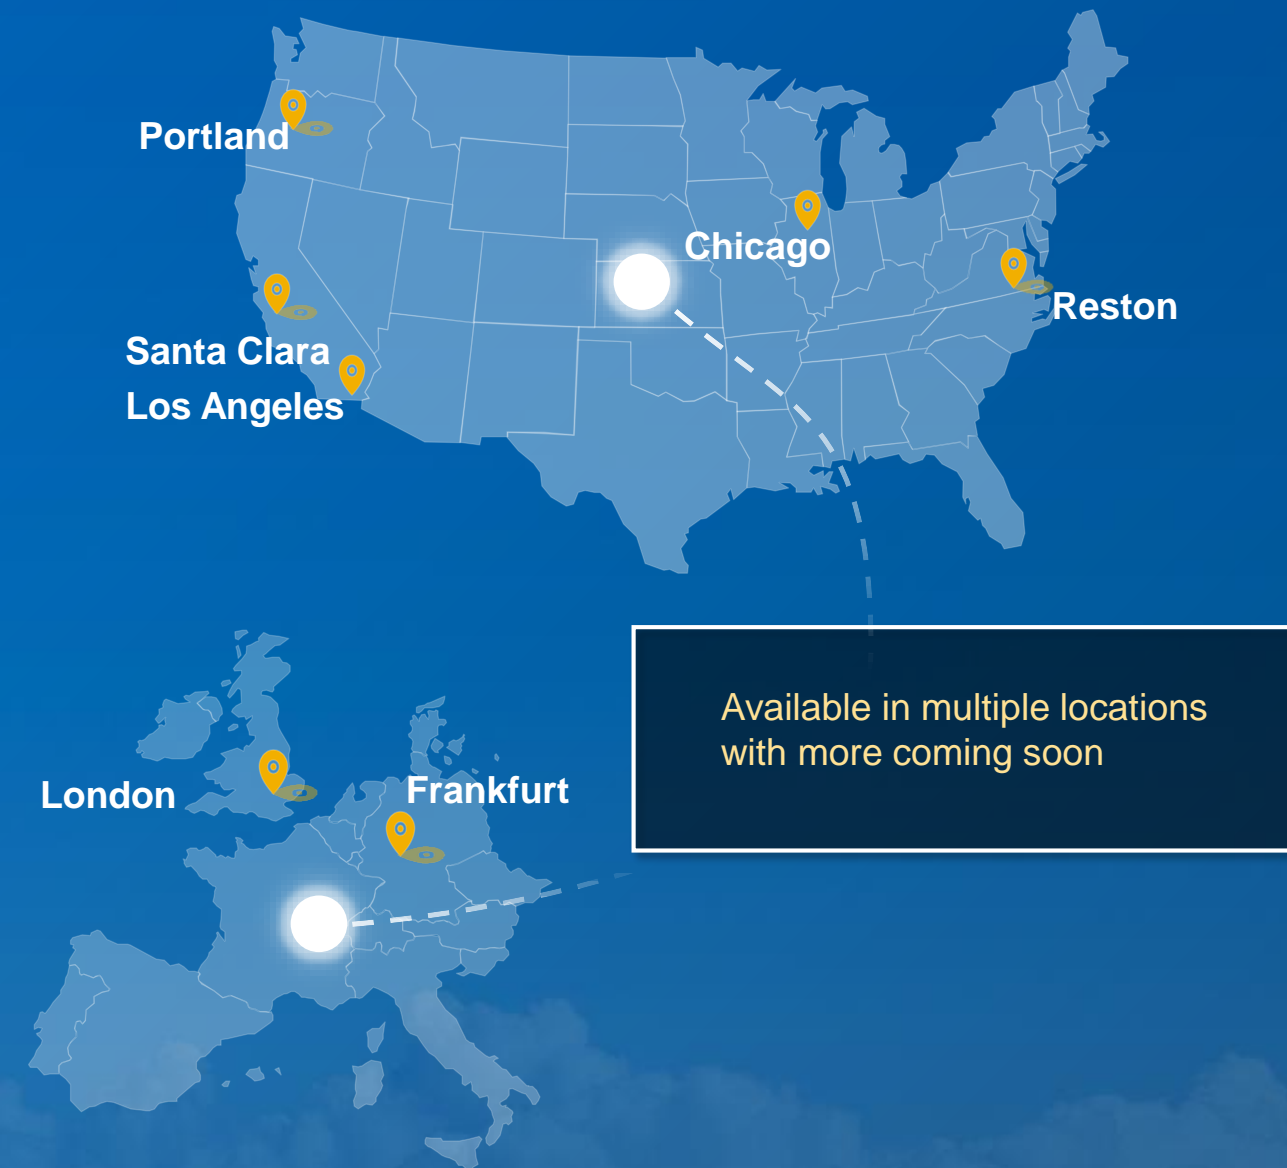 Portland
Chicago
Reston
Santa Clara
Los Angeles
Available in multiple locations
with more coming soon
London
Frankfurt